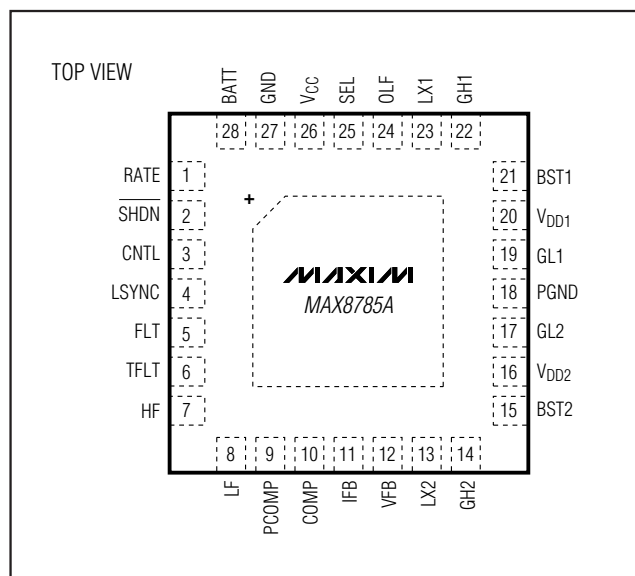 TOP VIEW
BATT
GND
VCC
SEL
OLF
LX1
GH1
28 27 26 25 24 23 22
RATE 1
SHDN 2
CNTL 3
LSYNC 4
FLT 5
TFLT 6
HF 7
+
MAXIM
MAX8785A
21 BST1
20 VDD1
19 GL1
18 PGND
17 GL2
16 VDD2
15 BST2
8 9 10 11 12 13 14
LF
PCOMP
COMP
IFB
VFB
LX2
GH2